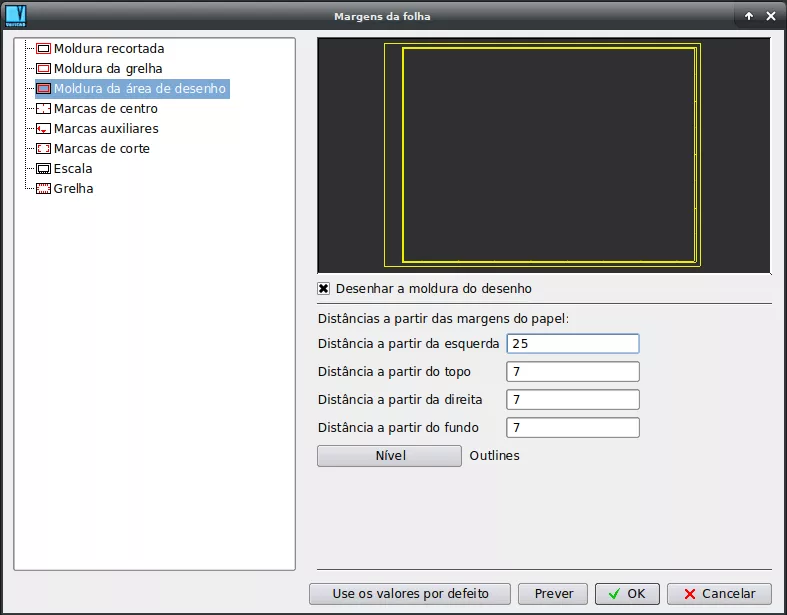 Margens da folha
Moldura recortada
Moldura da grelha
Moldura da área de desenho
Marcas de centro
Marcas auxiliares
Marcas de corte
Escala
Grelha
Desenhar a moldura do desenho
Distâncias a partir das margens do papel:
Distância a partir da esquerda 25
Distância a partir do topo 7
Distância a partir da direita 7
Distância a partir do fundo 7
Nível Outlines
Use os valores por defeito Prever OK Cancelar